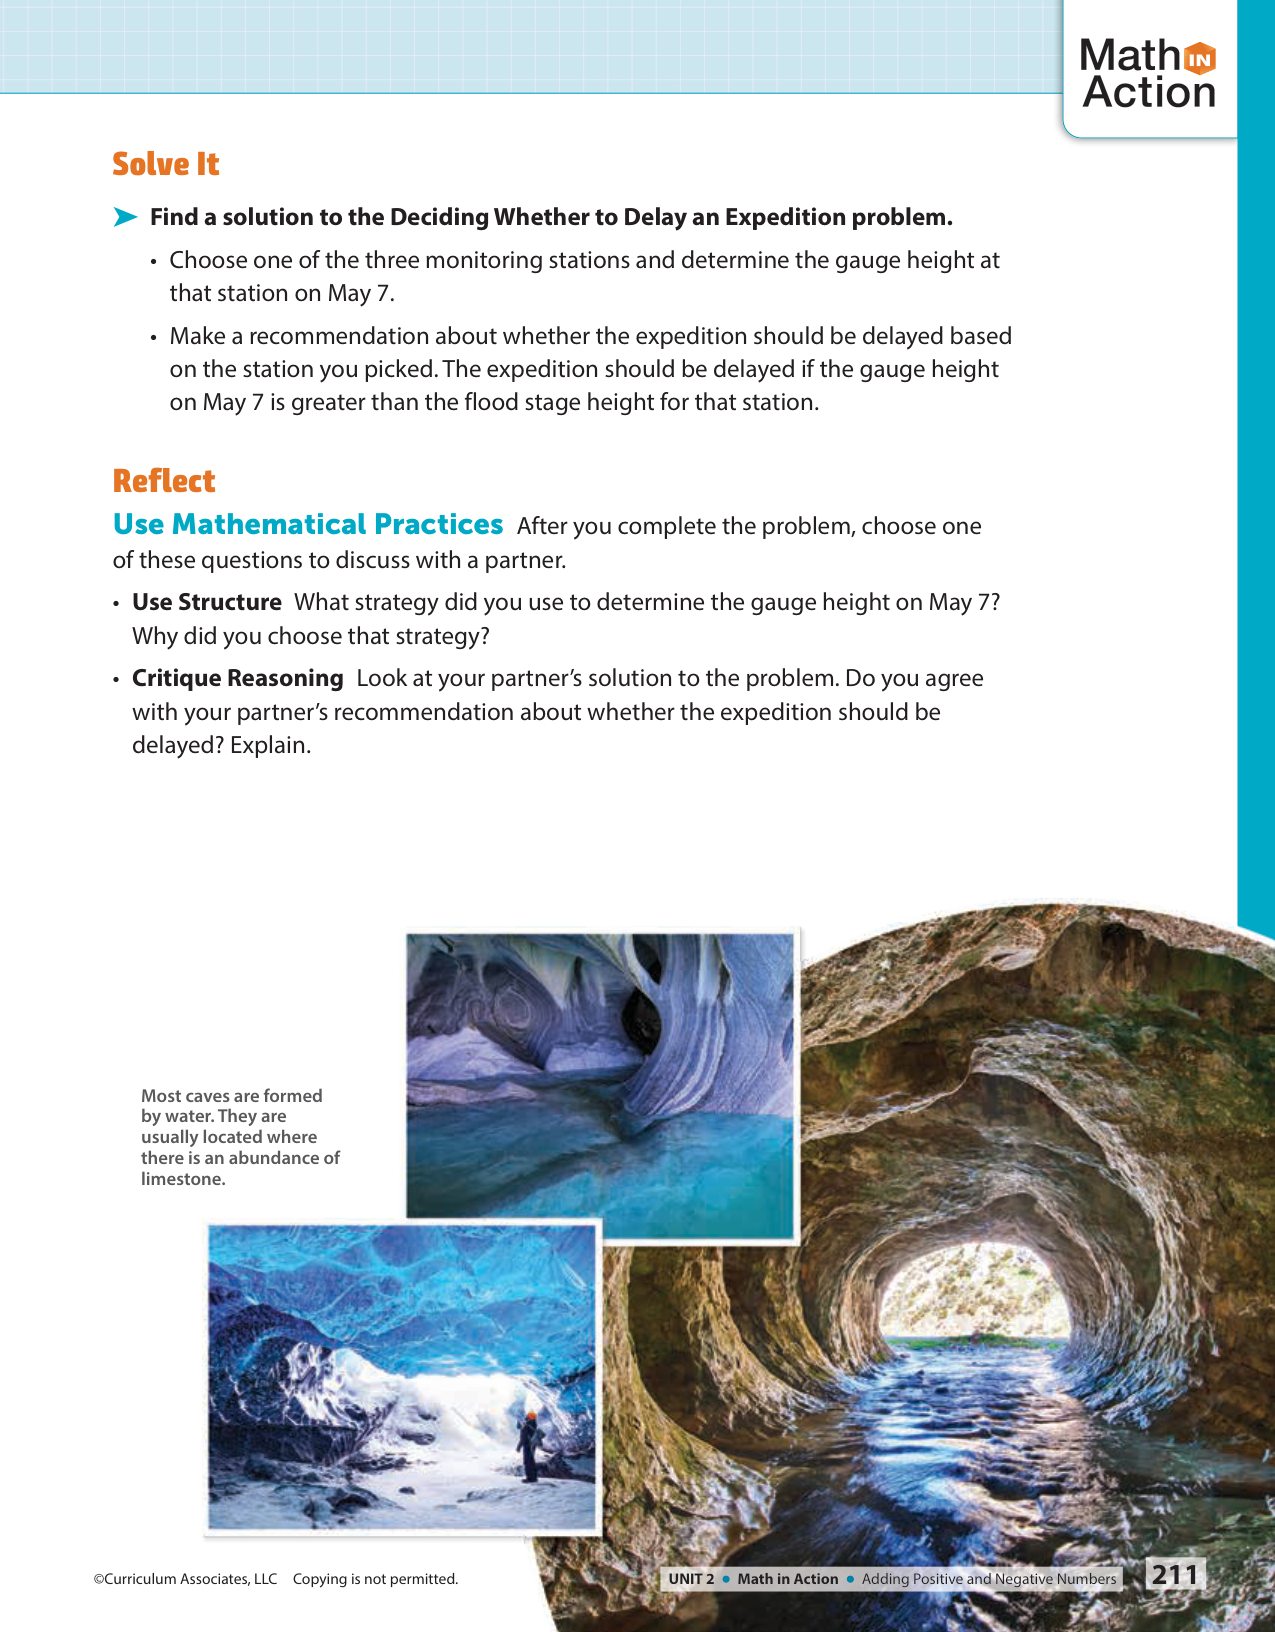 Math IN
Action
Solve It
➤ Find a solution to the Deciding Whether to Delay an Expedition problem.
• Choose one of the three monitoring stations and determine the gauge height at
that station on May 7.
• Make a recommendation about whether the expedition should be delayed based
on the station you picked. The expedition should be delayed if the gauge height
on May 7 is greater than the flood stage height for that station.
Reflect
Use Mathematical Practices After you complete the problem, choose one
of these questions to discuss with a partner.
• Use Structure What strategy did you use to determine the gauge height on May 7?
Why did you choose that strategy?
• Critique Reasoning Look at your partner’s solution to the problem. Do you agree
with your partner’s recommendation about whether the expedition should be
delayed? Explain.
Most caves are formed
by water. They are
usually located where
there is an abundance of
limestone.
©Curriculum Associates, LLC Copying is not permitted.
UNIT 2 • Math in Action • Adding Positive and Negative Numbers 211